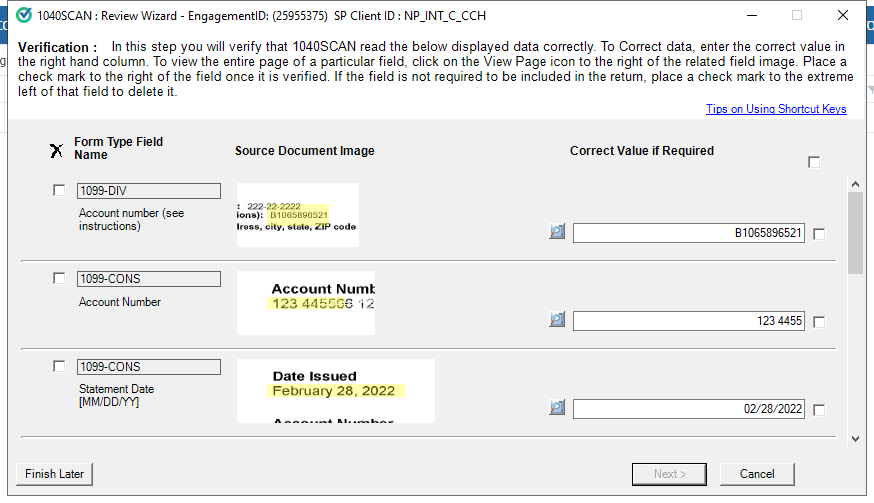 1040SCAN : Review Wizard - EngagementID: (25955375) SP Client ID : NP_INT_C_CCH
Verification : In this step you will verify that 1040SCAN read the below displayed data correctly. To Correct data, enter the correct value in
the right hand column. To view the entire page of a particular field, click on the View Page icon to the right of the related field image. Place a
check mark to the right of the field once it is verified. If the field is not required to be included in the return, place a check mark to the extreme
left of that field to delete it.
Tips on Using Shortcut Keys
Form Type Field
Name
Source Document Image
Correct Value if Required
1099-DIV
Account number (see
instructions)
: 222-22-2222
ions): B1065896521
dress, city, state, ZIP code
B1065896521
1099-CONS
Account Number
Account Numb
123 445506 12
123 4455
1099-CONS
Statement Date
[MM/DD/YY]
Date Issued
February 28, 2022
Account Number
02/28/2022
Finish Later
Next >
Cancel